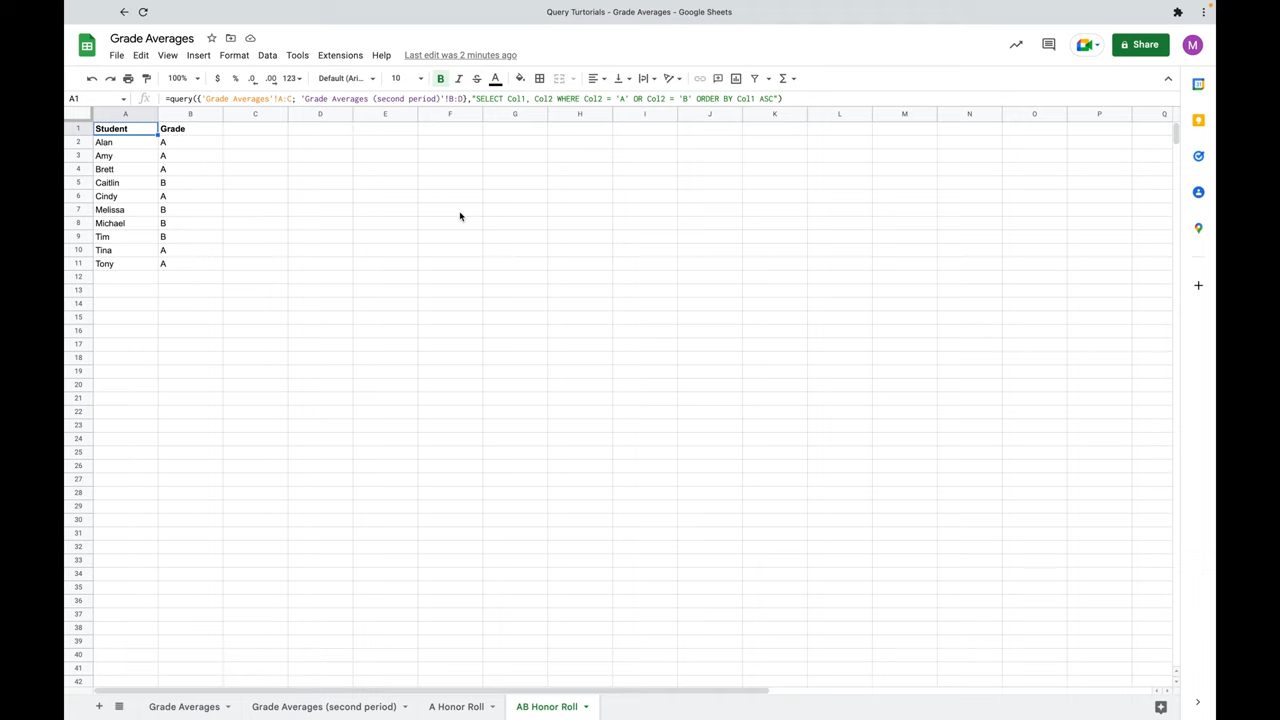 Query Turtorials - Grade Averages - Google Sheets
Grade Averages
File Edit View Insert Format Data Tools Extensions Help Last edit was 2 minutes ago
Share
M
100% $ % .0 .00 123 Default (Ari... 10 B I S A
A1 fx =query({'Grade Averages'!A:C; 'Grade Averages (second period)'!B:D},"SELECT Col1, Col2 WHERE Col2 = 'A' OR Col2 = 'B' ORDER BY Col1 ASC")
A B C D E F G H I J K L M N O P Q
1 Student Grade
2 Alan A
3 Amy A
4 Brett A
5 Caitlin B
6 Cindy A
7 Melissa B
8 Michael B
9 Tim B
10 Tina A
11 Tony A
12
13
14
15
16
17
18
19
20
21
22
23
24
25
26
27
28
29
30
31
32
33
34
35
36
37
38
39
40
41
42
Grade Averages Grade Averages (second period) A Honor Roll AB Honor Roll